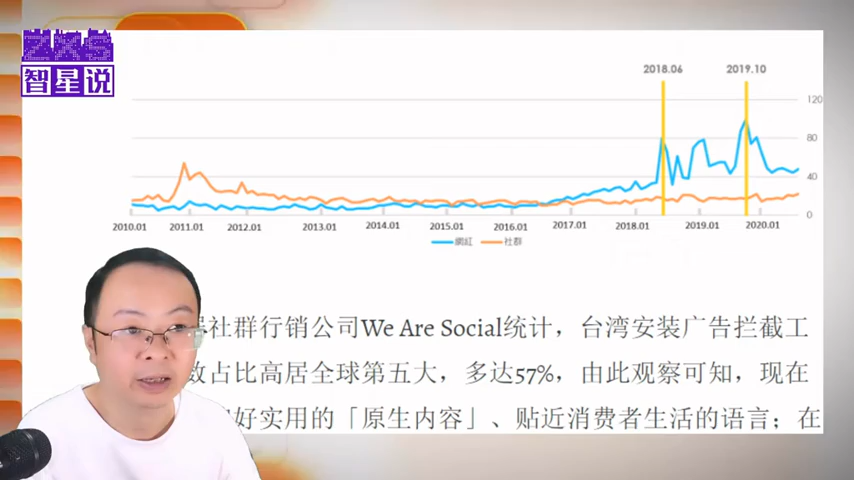 ZXS
智星说
2018.06
2019.10
120
80
40
0
2010.01
2011.01
2012.01
2013.01
2014.01
2015.01
2016.01
2017.01
2018.01
2019.01
2020.01
網紅
社群
社群行销公司We Are Social统计，台湾安装广告拦截工
占比高居全球第五大，多达57%，由此观察可知，现在
好实用的「原生内容」、贴近消费者生活的语言；在